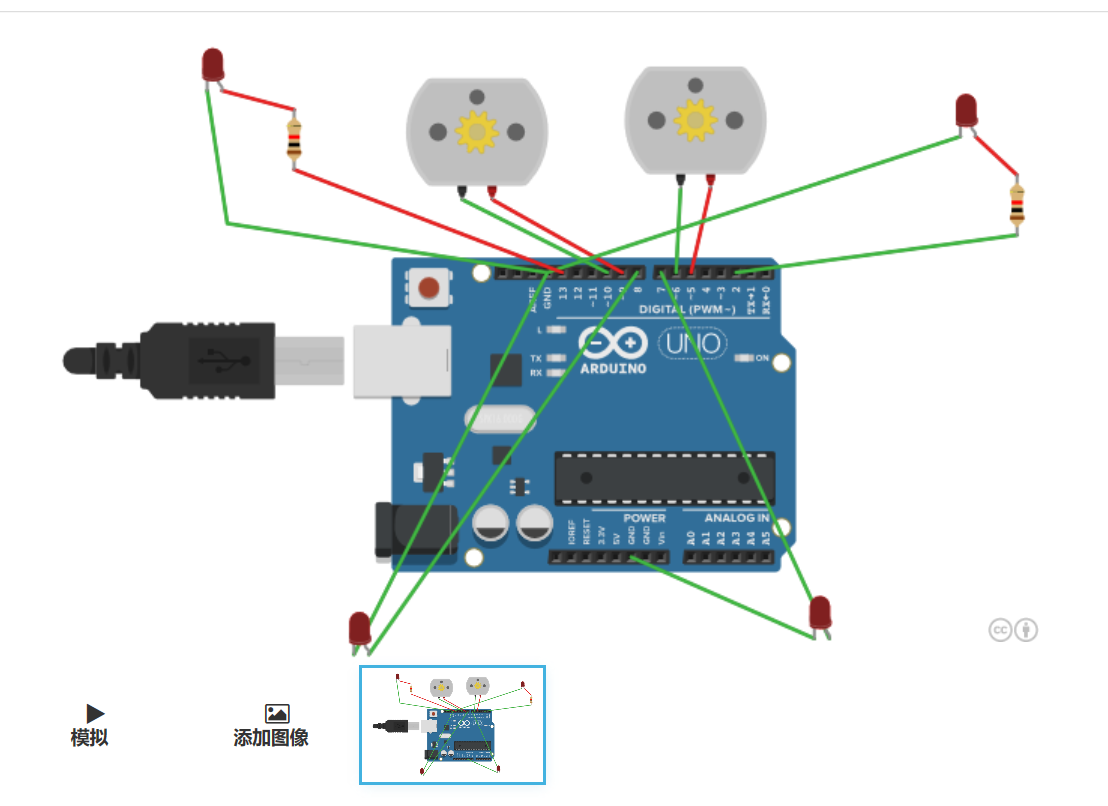 AREF
GND
13
12
~11
~10
~9
8
7
~6
~5
4
~3
2
TX→1
RX←0
DIGITAL (PWM~)
L
TX
RX
ARDUINO
UNO
ON
IOREF
RESET
3.3V
5V
GND
GND
Vin
POWER
ANALOG IN
A0
A1
A2
A3
A4
A5
cc
模拟
添加图像